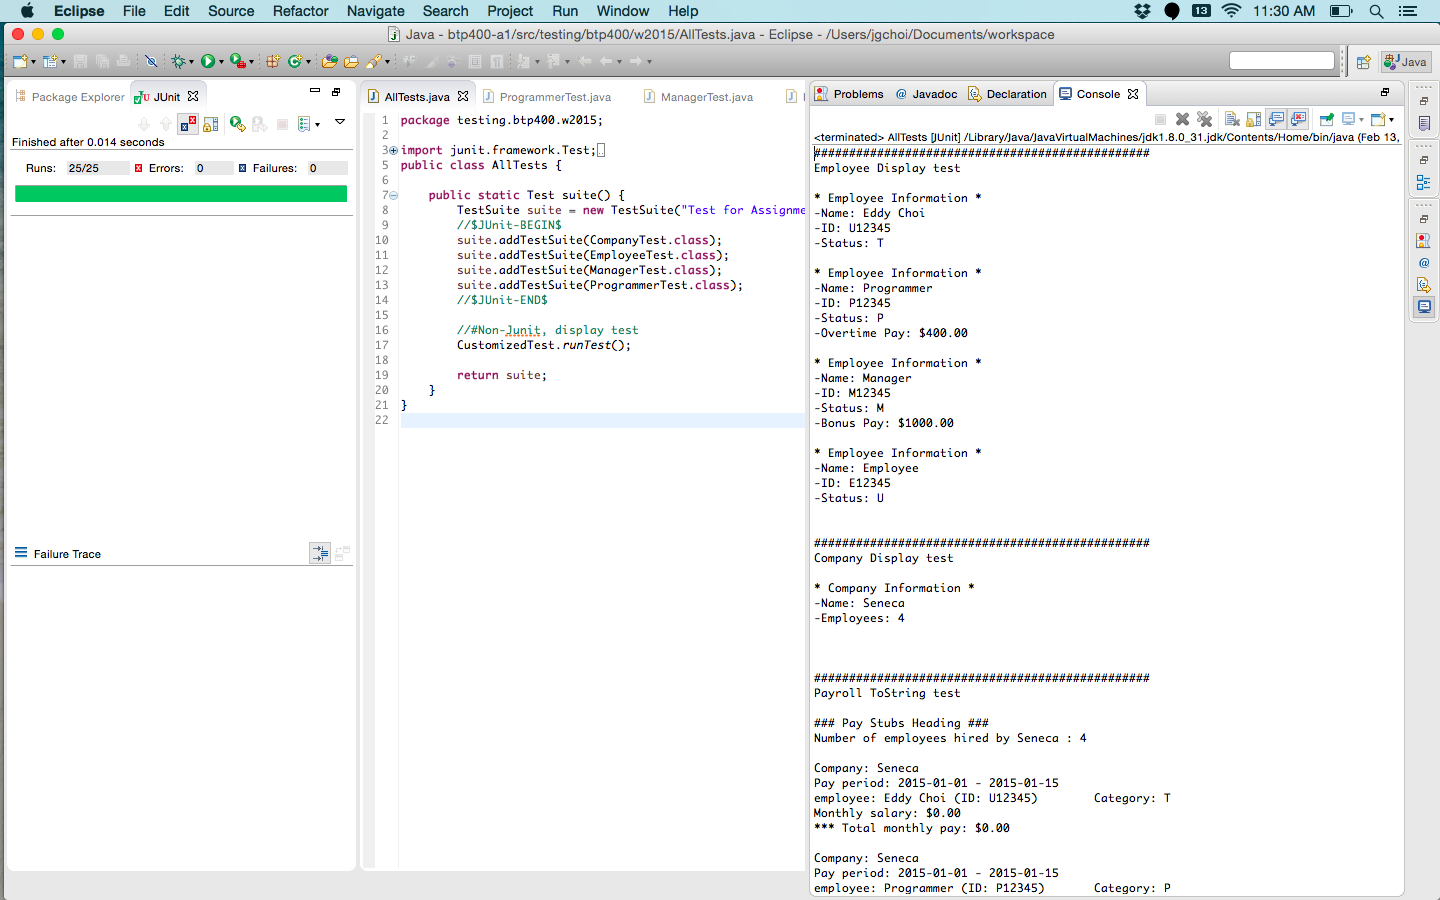 Eclipse File Edit Source Refactor Navigate Search Project Run Window Help 13 11:30 AM
Java - btp400-a1/src/testing/btp400/w2015/AllTests.java - Eclipse - /Users/jgchoi/Documents/workspace
Java
Package Explorer JUnit
Finished after 0.014 seconds
Runs: 25/25 Errors: 0 Failures: 0
Failure Trace
AllTests.java ProgrammerTest.java ManagerTest.java
1 package testing.btp400.w2015;
2
3 import junit.framework.Test;
5 public class AllTests {
6
7 public static Test suite() {
8 TestSuite suite = new TestSuite("Test for Assignme
9 //$JUnit-BEGIN$
10 suite.addTestSuite(CompanyTest.class);
11 suite.addTestSuite(EmployeeTest.class);
12 suite.addTestSuite(ManagerTest.class);
13 suite.addTestSuite(ProgrammerTest.class);
14 //$JUnit-END$
15
16 //#Non-Junit, display test
17 CustomizedTest.runTest();
18
19 return suite;
20 }
21 }
22
Problems @ Javadoc Declaration Console
<terminated> AllTests [JUnit] /Library/Java/JavaVirtualMachines/jdk1.8.0_31.jdk/Contents/Home/bin/java (Feb 13,
################################################
Employee Display test
* Employee Information *
-Name: Eddy Choi
-ID: U12345
-Status: T
* Employee Information *
-Name: Programmer
-ID: P12345
-Status: P
-Overtime Pay: $400.00
* Employee Information *
-Name: Manager
-ID: M12345
-Status: M
-Bonus Pay: $1000.00
* Employee Information *
-Name: Employee
-ID: E12345
-Status: U
################################################
Company Display test
* Company Information *
-Name: Seneca
-Employees: 4
################################################
Payroll ToString test
### Pay Stubs Heading ###
Number of employees hired by Seneca : 4
Company: Seneca
Pay period: 2015-01-01 - 2015-01-15
employee: Eddy Choi (ID: U12345) Category: T
Monthly salary: $0.00
*** Total monthly pay: $0.00
Company: Seneca
Pay period: 2015-01-01 - 2015-01-15
employee: Programmer (ID: P12345) Category: P